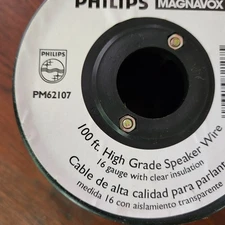 PHILIPS MAGNAVOX
PHILIPS
PM62107
100 ft. High Grade Speaker Wire
16 gauge with clear insulation
Cable de alta calidad para parlant
medida 16 con aislamiento transparente